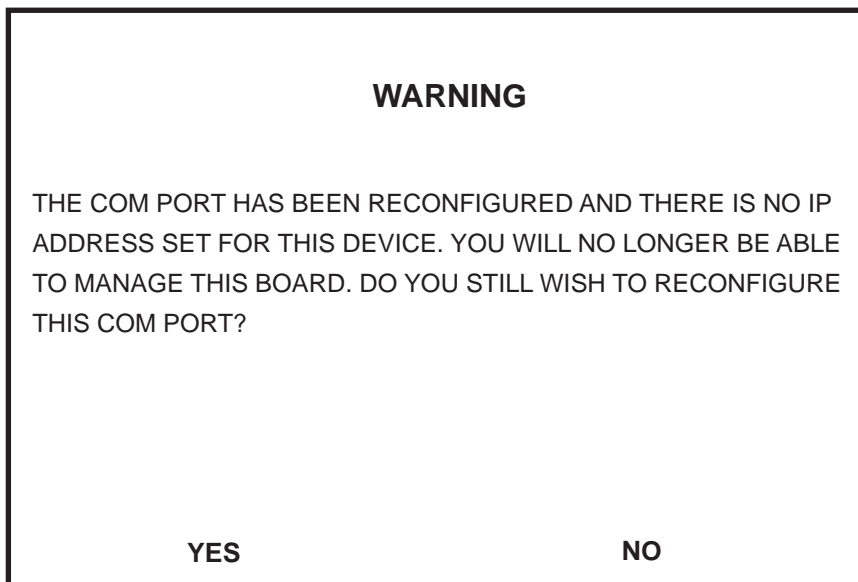 WARNING
THE COM PORT HAS BEEN RECONFIGURED AND THERE IS NO IP
ADDRESS SET FOR THIS DEVICE. YOU WILL NO LONGER BE ABLE
TO MANAGE THIS BOARD. DO YOU STILL WISH TO RECONFIGURE
THIS COM PORT?
YES NO